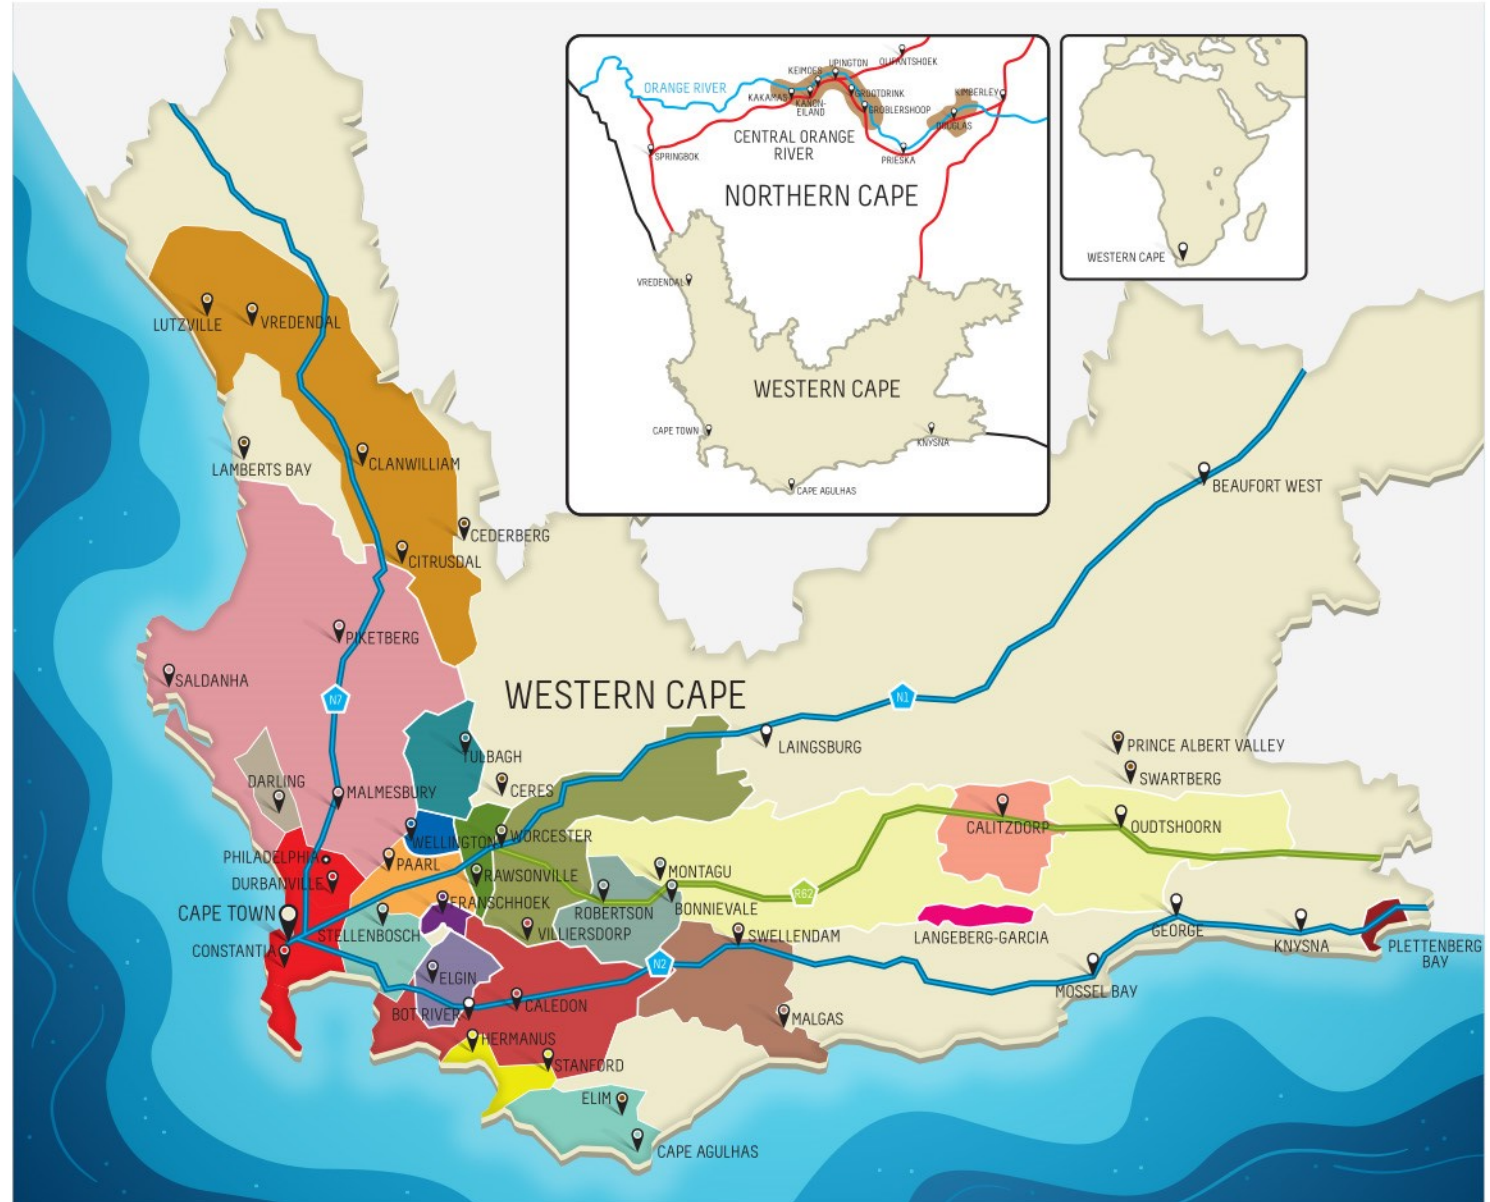 ORANGE RIVER
KEIMOES
UPINGTON
OLIFANTSHOEK
KAKAMAS
KANON-
EILAND
GROOTDRINK
GROBLERSHOOP
KIMBERLEY
DOUGLAS
CENTRAL ORANGE
RIVER
PRIESKA
SPRINGBOK
NORTHERN CAPE
VREDENDAL
WESTERN CAPE
CAPE TOWN
KNYSNA
CAPE AGULHAS
WESTERN CAPE
LUTZVILLE
VREDENDAL
LAMBERTS BAY
CLANWILLIAM
CEDERBERG
CITRUSDAL
BEAUFORT WEST
PIKETBERG
SALDANHA
N7
WESTERN CAPE
N1
LAINGSBURG
TULBAGH
PRINCE ALBERT VALLEY
SWARTBERG
DARLING
MALMESBURY
CERES
WELLINGTON
WORCESTER
CALITZDORP
OUDTSHOORN
PHILADELPHIA
PAARL
DURBANVILLE
RAWSONVILLE
MONTAGU
R62
FRANSCHHOEK
ROBERTSON
BONNIEVALE
CAPE TOWN
STELLENBOSCH
VILLIERSDORP
SWELLENDAM
LANGEBERG-GARCIA
GEORGE
KNYSNA
PLETTENBERG
BAY
CONSTANTIA
N2
ELGIN
MOSSEL BAY
BOT RIVER
CALEDON
MALGAS
HERMANUS
STANFORD
ELIM
CAPE AGULHAS